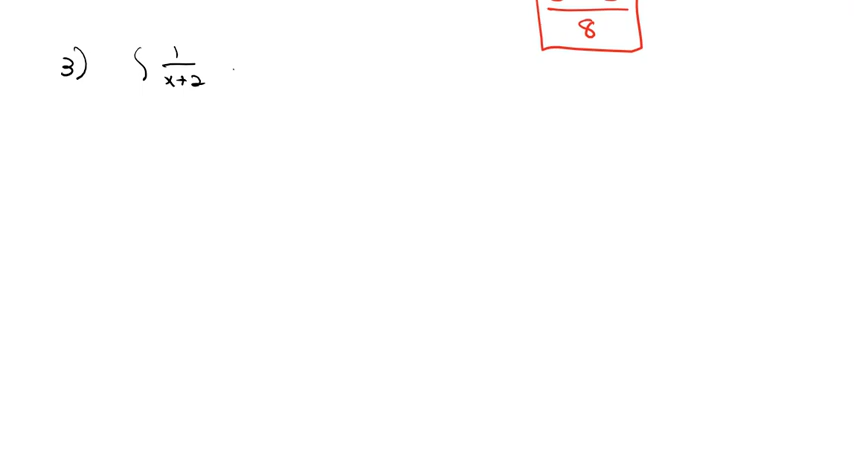 8
3) ∫ 1/(x+2)